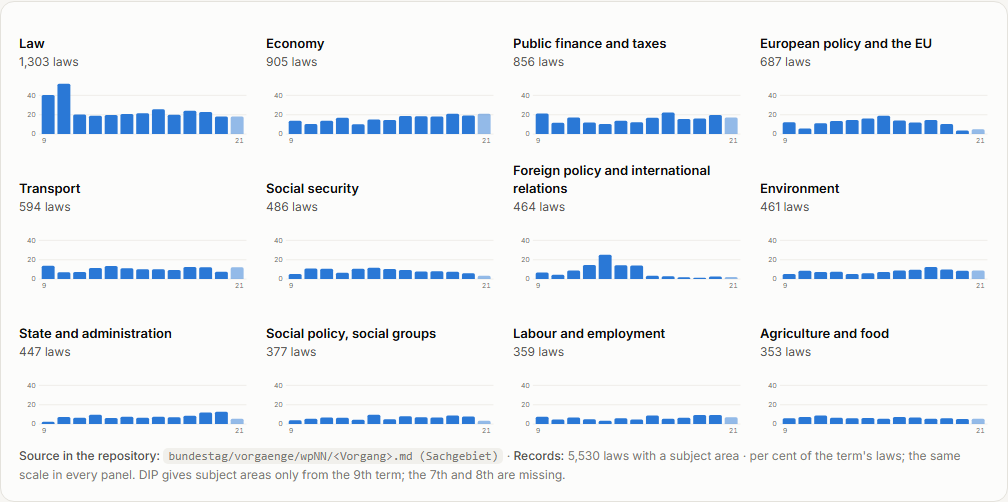 Law
1,303 laws
40
20
0
9
21
Economy
905 laws
40
20
0
9
21
Public finance and taxes
856 laws
40
20
0
9
21
European policy and the EU
687 laws
40
20
0
9
21
Transport
594 laws
40
20
0
9
21
Social security
486 laws
40
20
0
9
21
Foreign policy and international
relations
464 laws
40
20
0
9
21
Environment
461 laws
40
20
0
9
21
State and administration
447 laws
40
20
0
9
21
Social policy, social groups
377 laws
40
20
0
9
21
Labour and employment
359 laws
40
20
0
9
21
Agriculture and food
353 laws
40
20
0
9
21
Source in the repository: bundestag/vorgaenge/wpNN/<Vorgang>.md (Sachgebiet) · Records: 5,530 laws with a subject area · per cent of the term's laws; the same
scale in every panel. DIP gives subject areas only from the 9th term; the 7th and 8th are missing.